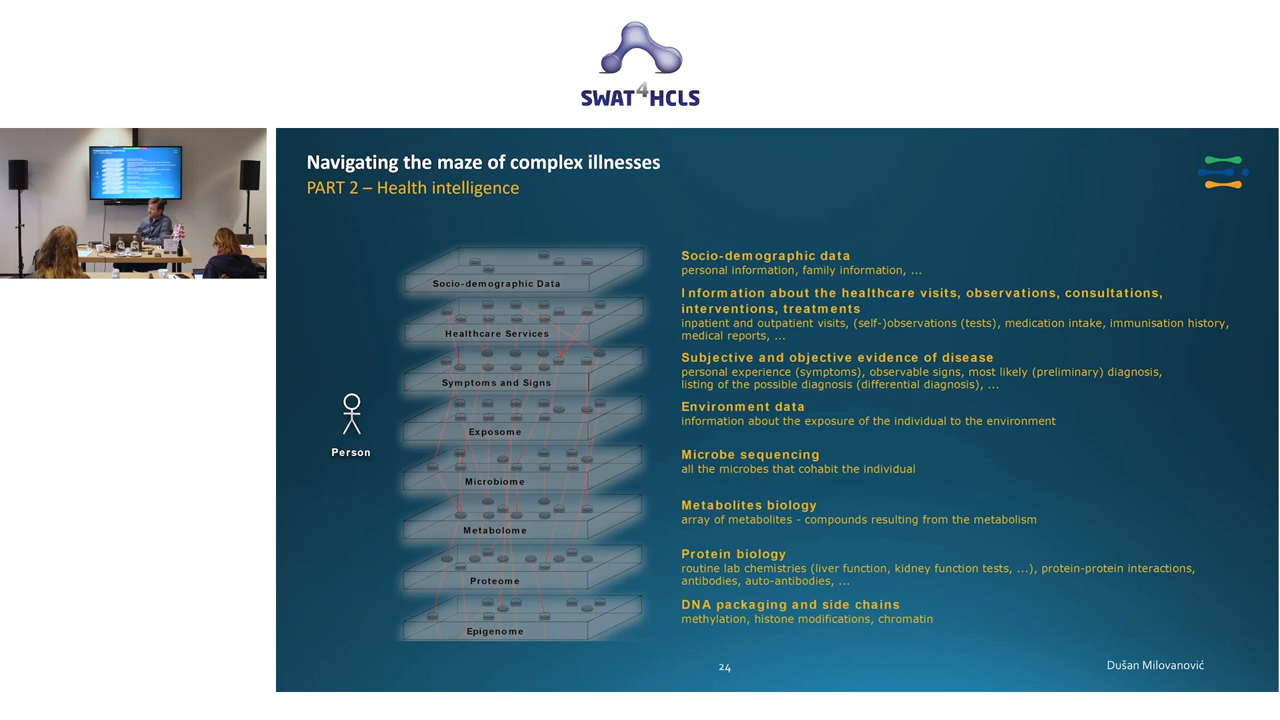 SWAT4HCLS
Navigating the maze of complex illnesses
PART 2 – Health intelligence
Person
Socio-demographic Data
Healthcare Services
Symptoms and Signs
Exposome
Microbiome
Metabolome
Proteome
Epigenome
Socio-demographic data
personal information, family information, ...
Information about the healthcare visits, observations, consultations,
interventions, treatments
inpatient and outpatient visits, (self-)observations (tests), medication intake, immunisation history,
medical reports, ...
Subjective and objective evidence of disease
personal experience (symptoms), observable signs, most likely (preliminary) diagnosis,
listing of the possible diagnosis (differential diagnosis), ...
Environment data
information about the exposure of the individual to the environment
Microbe sequencing
all the microbes that cohabit the individual
Metabolites biology
array of metabolites - compounds resulting from the metabolism
Protein biology
routine lab chemistries (liver function, kidney function tests, ...), protein-protein interactions,
antibodies, auto-antibodies, ...
DNA packaging and side chains
methylation, histone modifications, chromatin
24
Dušan Milovanović